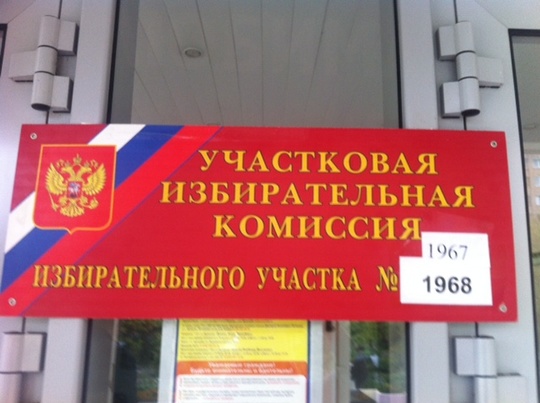 УЧАСТКОВАЯ
ИЗБИРАТЕЛЬНАЯ
КОМИССИЯ
1967
ИЗБИРАТЕЛЬНОГО УЧАСТКА № 1968